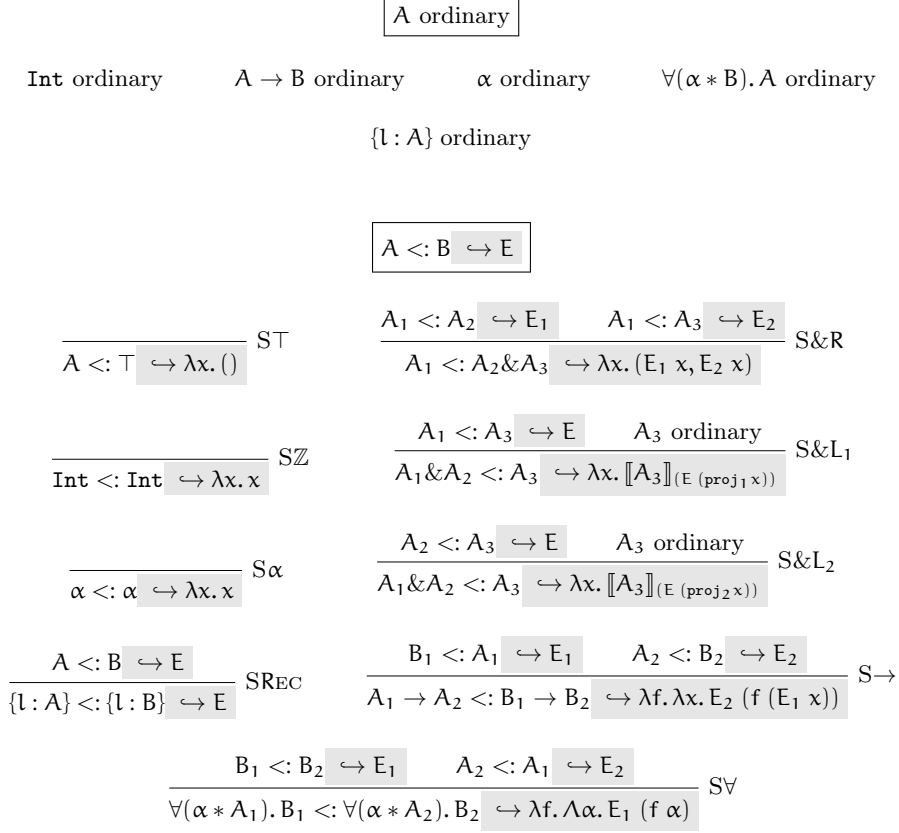 A ordinary
Int ordinary A → B ordinary α ordinary ∀(α ∗ B). A ordinary
{l : A} ordinary
A <: B ↪ E
A <: ⊤ ↪ λx. () S⊤
A₁ <: A₂ ↪ E₁ A₁ <: A₃ ↪ E₂
A₁ <: A₂&A₃ ↪ λx. (E₁ x, E₂ x) S&R
Int <: Int ↪ λx. x Sℤ
A₁ <: A₃ ↪ E A₃ ordinary
A₁&A₂ <: A₃ ↪ λx. ⟦A₃⟧₍E (proj₁x)₎ S&L₁
α <: α ↪ λx. x Sα
A₂ <: A₃ ↪ E A₃ ordinary
A₁&A₂ <: A₃ ↪ λx. ⟦A₃⟧₍E (proj₂x)₎ S&L₂
A <: B ↪ E
{l : A} <: {l : B} ↪ E SRec
B₁ <: A₁ ↪ E₁ A₂ <: B₂ ↪ E₂
A₁ → A₂ <: B₁ → B₂ ↪ λf. λx. E₂ (f (E₁ x)) S→
B₁ <: B₂ ↪ E₁ A₂ <: A₁ ↪ E₂
∀(α ∗ A₁). B₁ <: ∀(α ∗ A₂). B₂ ↪ λf. Λα. E₁ (f α) S∀